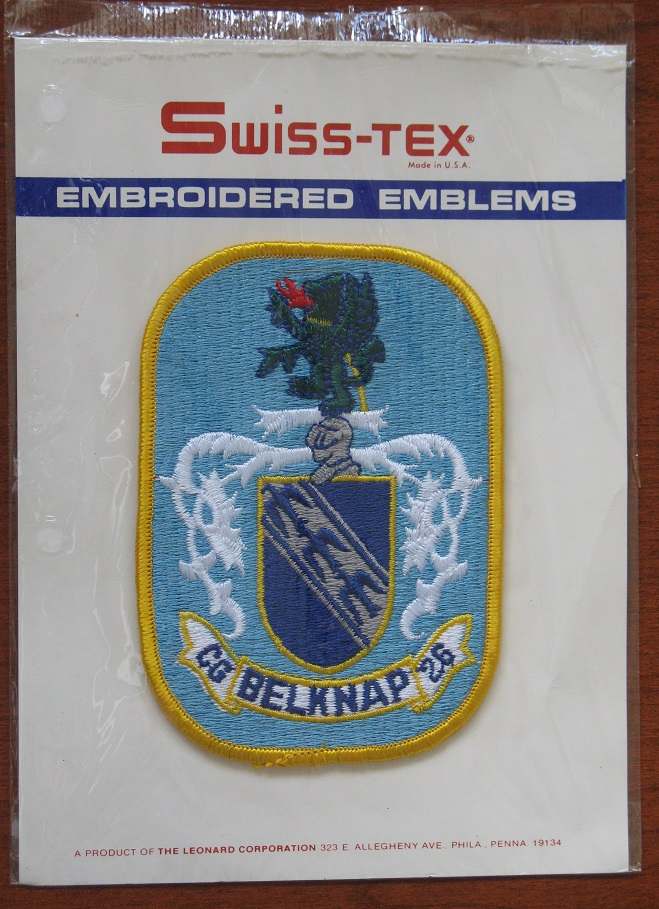 SWISS-TEX®
Made in U.S.A.
EMBROIDERED EMBLEMS
CG BELKNAP 26
A PRODUCT OF THE LEONARD CORPORATION 323 E. ALLEGHENY AVE., PHILA., PENNA. 19134